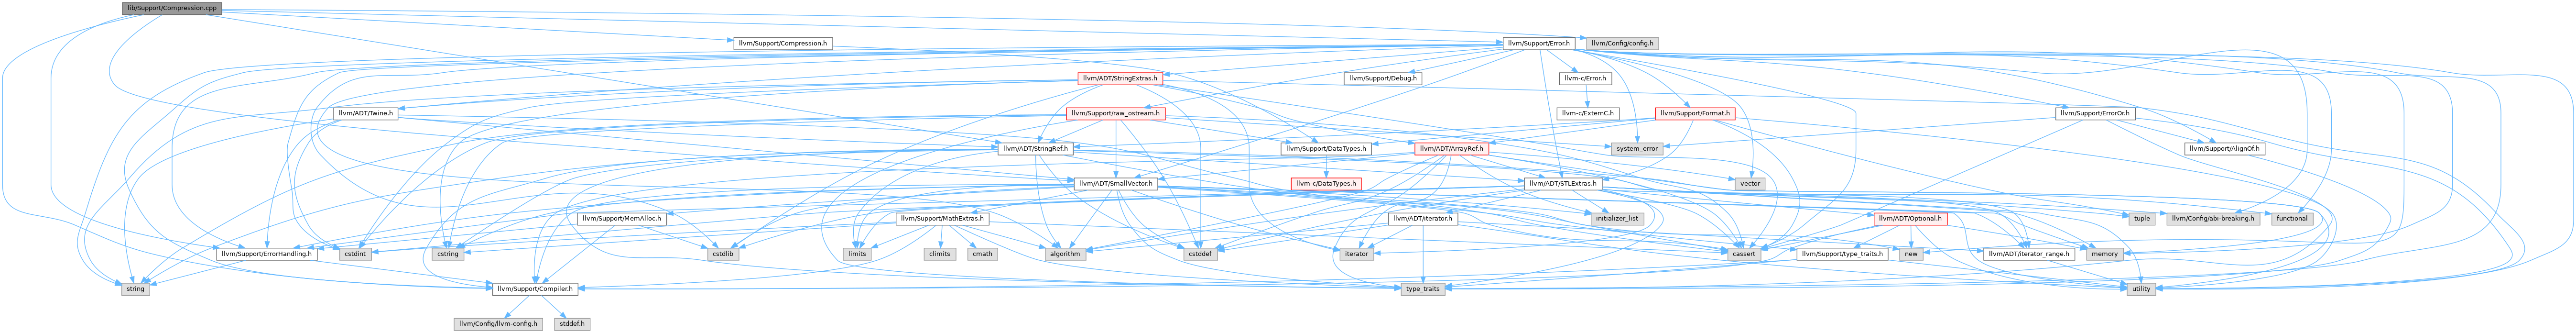 lib/Support/Compression.cpp
llvm/Support/Compression.h
llvm/Support/Error.h
llvm/Config/config.h
llvm/ADT/StringExtras.h
llvm/Support/Debug.h
llvm-c/Error.h
llvm/ADT/Twine.h
llvm/Support/raw_ostream.h
llvm-c/ExternC.h
llvm/Support/Format.h
llvm/Support/ErrorOr.h
llvm/ADT/StringRef.h
llvm/Support/DataTypes.h
llvm/ADT/ArrayRef.h
system_error
llvm/Support/AlignOf.h
llvm/ADT/SmallVector.h
llvm-c/DataTypes.h
vector
llvm/ADT/STLExtras.h
llvm/Support/MemAlloc.h
llvm/Support/MathExtras.h
llvm/ADT/iterator.h
initializer_list
llvm/ADT/Optional.h
tuple
llvm/Config/abi-breaking.h
functional
llvm/Support/ErrorHandling.h
cstdint
cstring
cstdlib
algorithm
limits
climits
cmath
cstddef
iterator
cassert
llvm/Support/type_traits.h
new
llvm/ADT/iterator_range.h
memory
string
llvm/Support/Compiler.h
type_traits
utility
llvm/Config/llvm-config.h
stddef.h